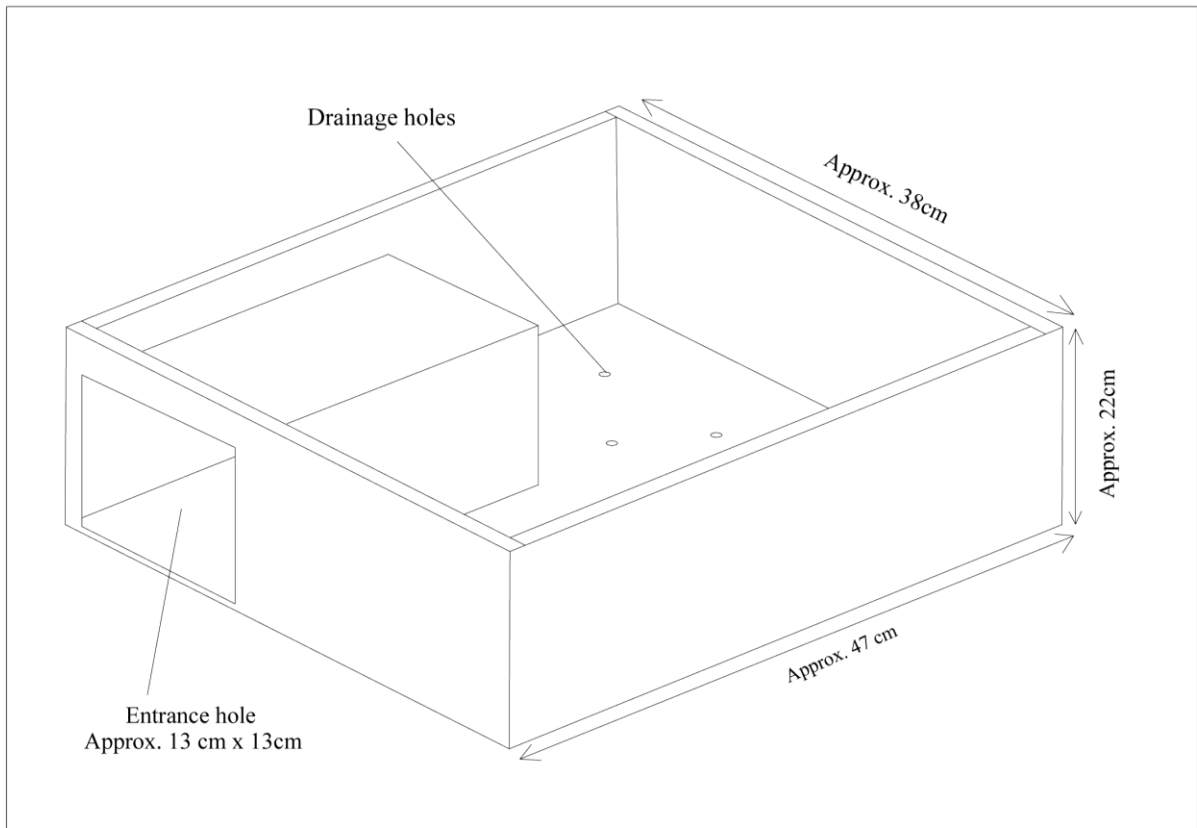 Drainage holes
Approx. 38cm
Approx. 22cm
Approx. 47 cm
Entrance hole
Approx. 13 cm x 13cm